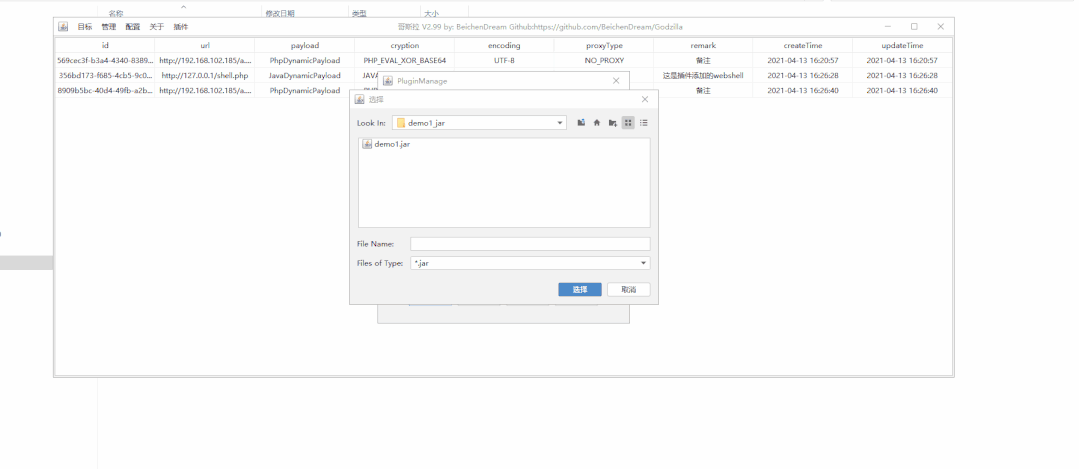 名称 修改日期 类型 大小
目标 管理 配置 关于 插件 哥斯拉 V2.99 by: BeichenDream Github:https://github.com/BeichenDream/Godzilla
id url payload cryption encoding proxyType remark createTime updateTime
569cec3f-b3a4-4340-8389... http://192.168.102.185/a.... PhpDynamicPayload PHP_EVAL_XOR_BASE64 UTF-8 NO_PROXY 备注 2021-04-13 16:20:57 2021-04-13 16:20:57
356bd173-f685-4cb5-9c0... http://127.0.0.1/shell.php JavaDynamicPayload 这是插件添加的webshell 2021-04-13 16:26:28 2021-04-13 16:26:28
8909b5bc-40d4-49fb-a2b... http://192.168.102.185/a.... PhpDynamicPayload 备注 2021-04-13 16:26:40 2021-04-13 16:26:40
PluginManage
选择
Look In: demo1_jar
demo1.jar
File Name:
Files of Type: *.jar
选择 取消